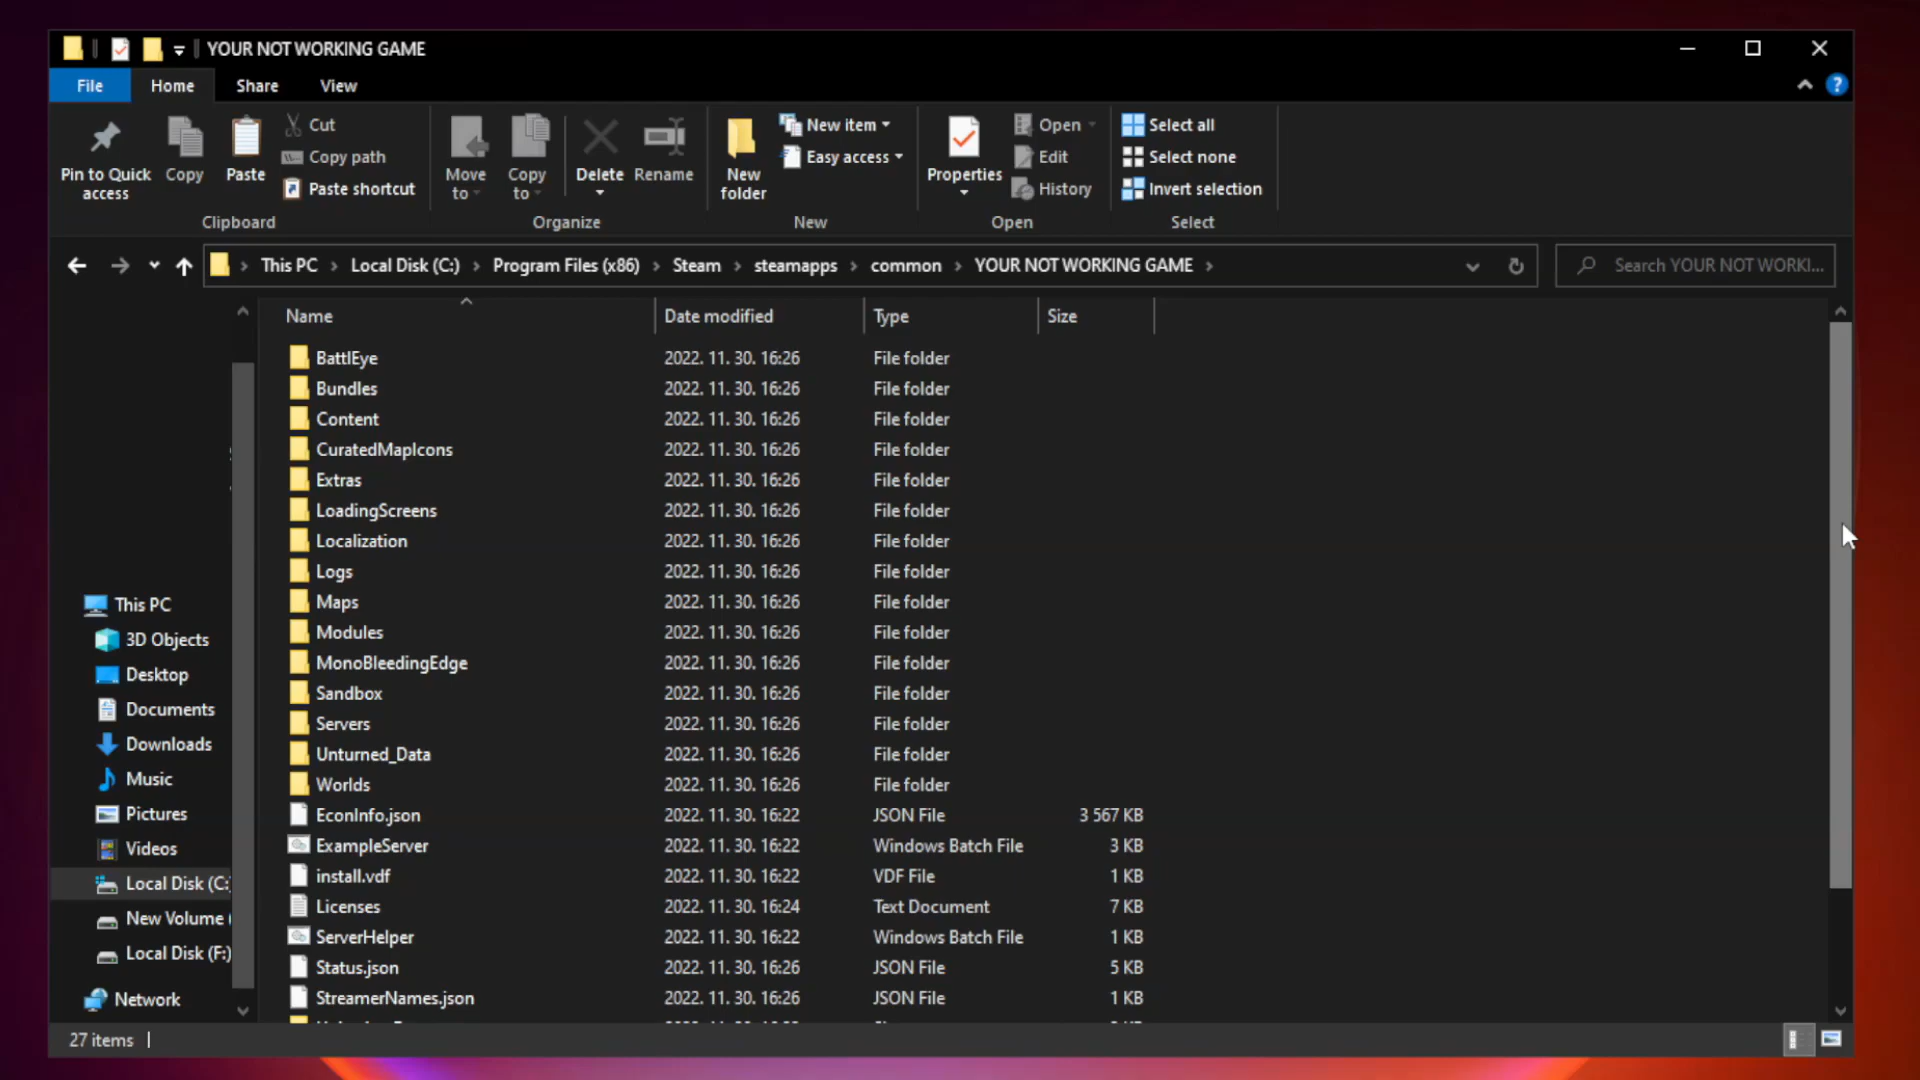 YOUR NOT WORKING GAME
File Home Share View
Pin to Quick access
Copy
Paste
Cut
Copy path
Paste shortcut
Clipboard
Move to
Copy to
Delete
Rename
Organize
New folder
New item
Easy access
New
Properties
Open
Edit
History
Open
Select all
Select none
Invert selection
Select
This PC > Local Disk (C:) > Program Files (x86) > Steam > steamapps > common > YOUR NOT WORKING GAME >
Search YOUR NOT WORKI...
This PC
3D Objects
Desktop
Documents
Downloads
Music
Pictures
Videos
Local Disk (C:
New Volume (
Local Disk (F:)
Network
Name Date modified Type Size
BattlEye 2022. 11. 30. 16:26 File folder
Bundles 2022. 11. 30. 16:26 File folder
Content 2022. 11. 30. 16:26 File folder
CuratedMapIcons 2022. 11. 30. 16:26 File folder
Extras 2022. 11. 30. 16:26 File folder
LoadingScreens 2022. 11. 30. 16:26 File folder
Localization 2022. 11. 30. 16:26 File folder
Logs 2022. 11. 30. 16:26 File folder
Maps 2022. 11. 30. 16:26 File folder
Modules 2022. 11. 30. 16:26 File folder
MonoBleedingEdge 2022. 11. 30. 16:26 File folder
Sandbox 2022. 11. 30. 16:26 File folder
Servers 2022. 11. 30. 16:26 File folder
Unturned_Data 2022. 11. 30. 16:26 File folder
Worlds 2022. 11. 30. 16:26 File folder
EconInfo.json 2022. 11. 30. 16:22 JSON File 3 567 KB
ExampleServer 2022. 11. 30. 16:22 Windows Batch File 3 KB
install.vdf 2022. 11. 30. 16:22 VDF File 1 KB
Licenses 2022. 11. 30. 16:24 Text Document 7 KB
ServerHelper 2022. 11. 30. 16:22 Windows Batch File 1 KB
Status.json 2022. 11. 30. 16:26 JSON File 5 KB
StreamerNames.json 2022. 11. 30. 16:26 JSON File 1 KB
27 items